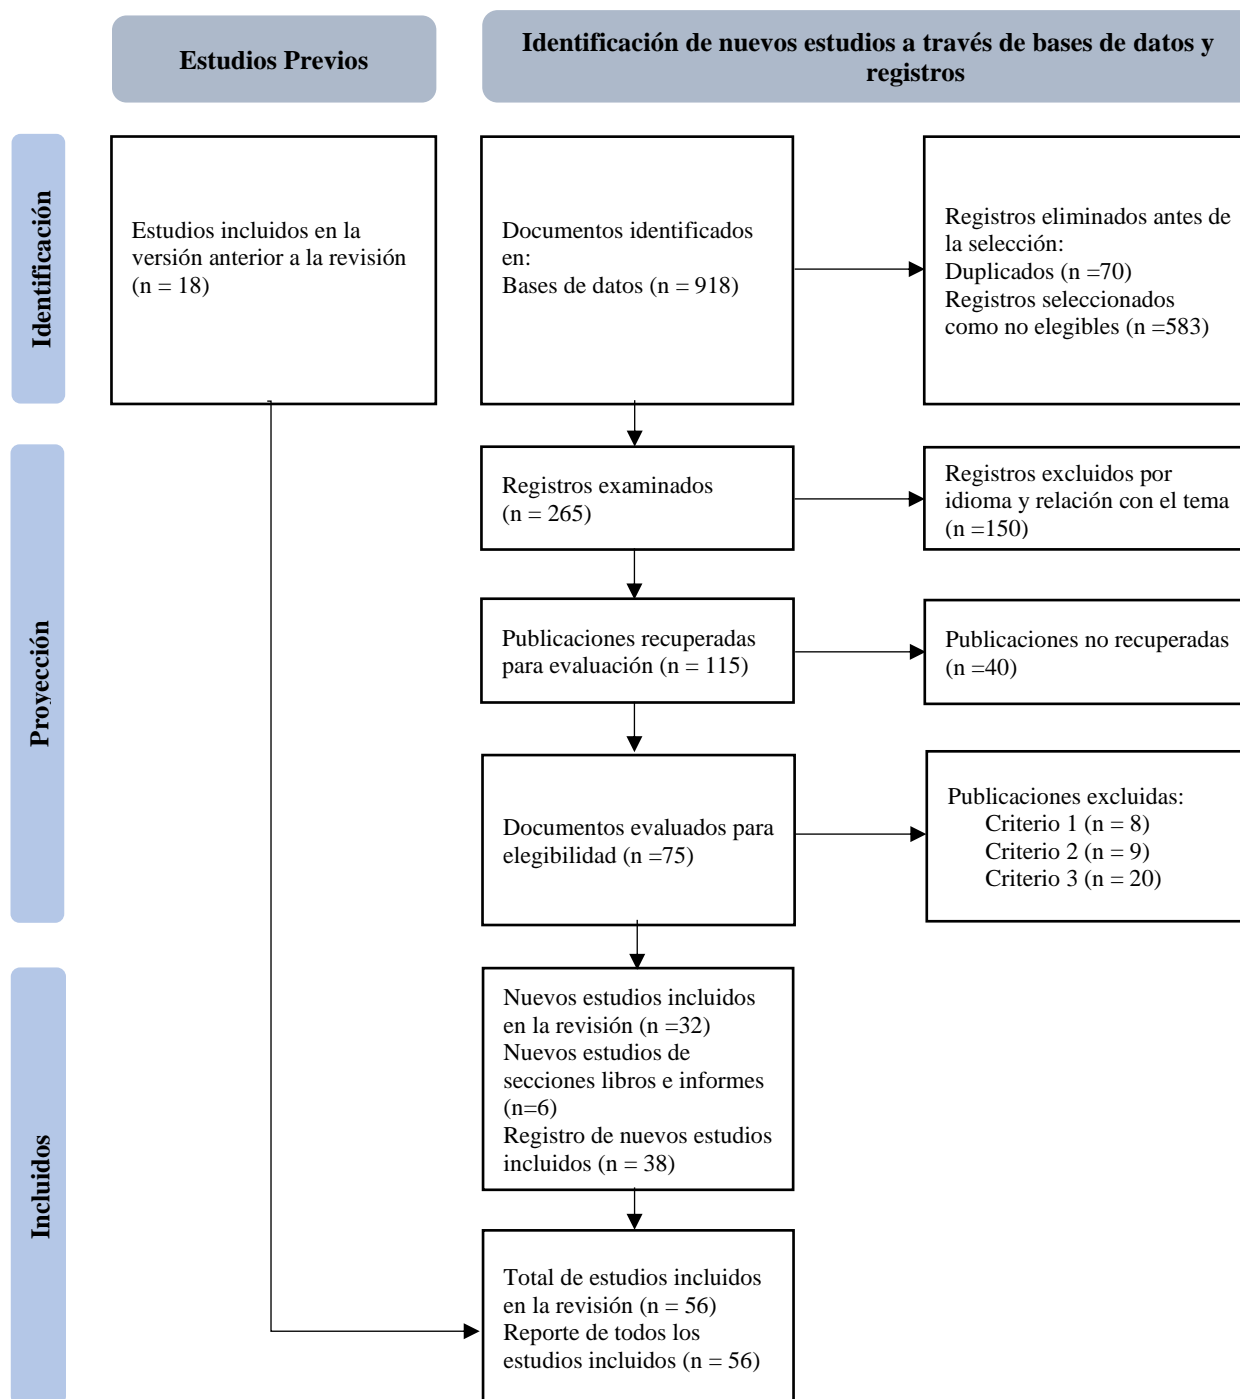 Estudios Previos
Identificación de nuevos estudios a través de bases de datos y
registros
Identificación
Estudios incluidos en la
versión anterior a la revisión
(n = 18)
Documentos identificados
en:
Bases de datos (n = 918)
Registros eliminados antes de
la selección:
Duplicados (n =70)
Registros seleccionados
como no elegibles (n =583)
Proyección
Registros examinados
(n = 265)
Registros excluidos por
idioma y relación con el tema
(n =150)
Publicaciones recuperadas
para evaluación (n = 115)
Publicaciones no recuperadas
(n =40)
Documentos evaluados para
elegibilidad (n =75)
Publicaciones excluidas:
Criterio 1 (n = 8)
Criterio 2 (n = 9)
Criterio 3 (n = 20)
Incluidos
Nuevos estudios incluidos
en la revisión (n =32)
Nuevos estudios de
secciones libros e informes
(n=6)
Registro de nuevos estudios
incluidos (n = 38)
Total de estudios incluidos
en la revisión (n = 56)
Reporte de todos los
estudios incluidos (n = 56)